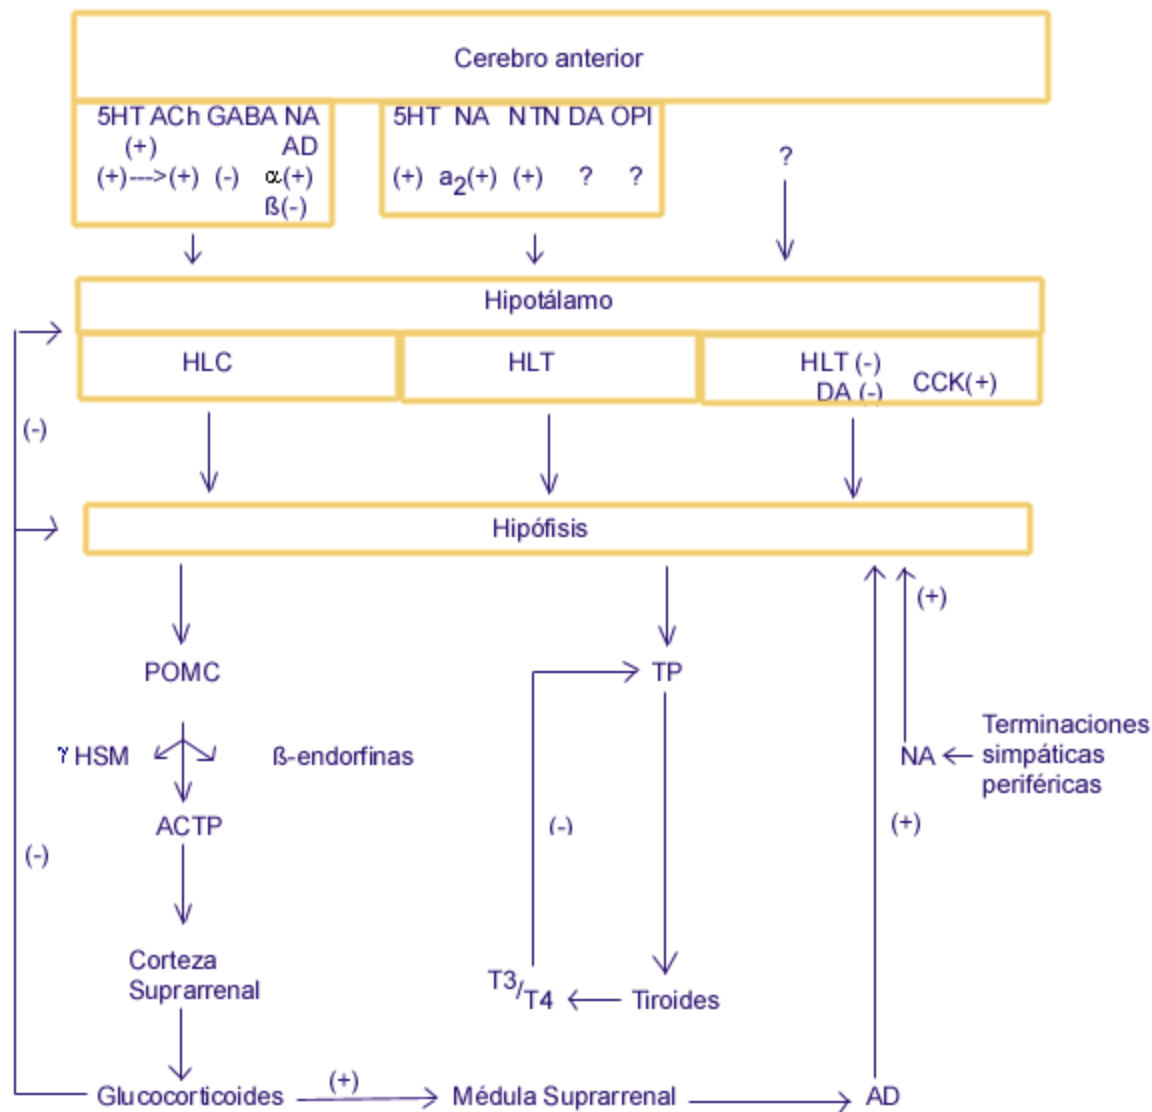 Cerebro anterior
5HT ACh GABA NA
(+) AD
(+)--->(+) (-) α(+)
ß(-)
5HT NA NTN DA OPI
(+) a2(+) (+) ? ?
?
Hipotálamo
HLC
HLT
HLT (-)
DA (-)
CCK(+)
(-)
Hipófisis
(+)
POMC
TP
γ HSM
ß-endorfinas
Terminaciones
simpáticas
periféricas
NA
ACTP
(-)
(+)
(-)
Corteza
Suprarrenal
T3/T4
Tiroides
Glucocorticoides
(+)
Médula Suprarrenal
AD